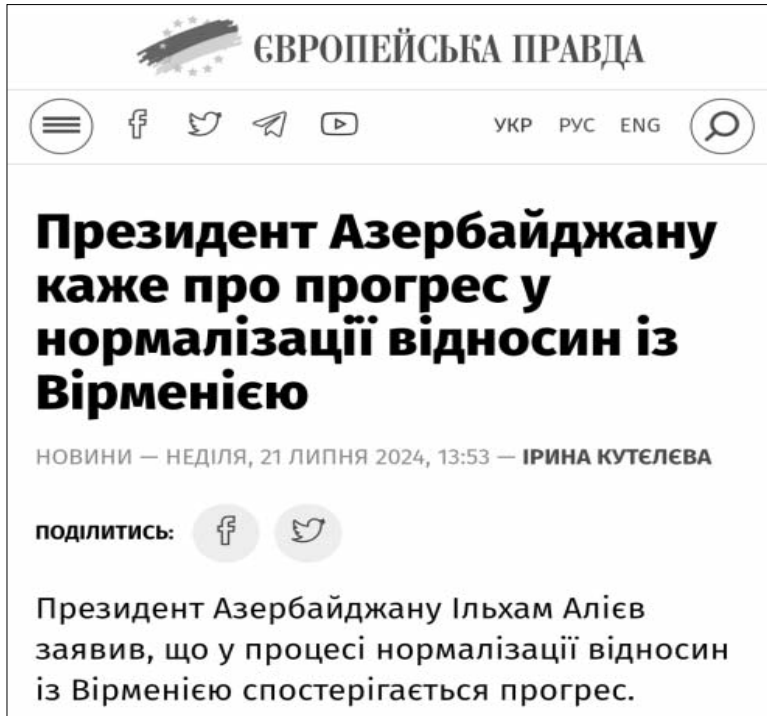 ЄВРОПЕЙСЬКА ПРАВДА
УКР РУС ENG
Президент Азербайджану
каже про прогрес у
нормалізації відносин із
Вірменією
НОВИНИ — НЕДІЛЯ, 21 ЛИПНЯ 2024, 13:53 — ІРИНА КУТЄЛЄВА
ПОДІЛИТИСЬ:
Президент Азербайджану Ільхам Алієв
заявив, що у процесі нормалізації відносин
із Вірменією спостерігається прогрес.